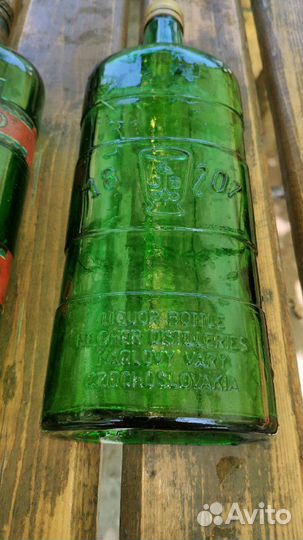 18 07
LIQUOR BOTTLE
BECHER DISTILLERIES
KARLOVY VARY
CZECHOSLOVAKIA
Avito